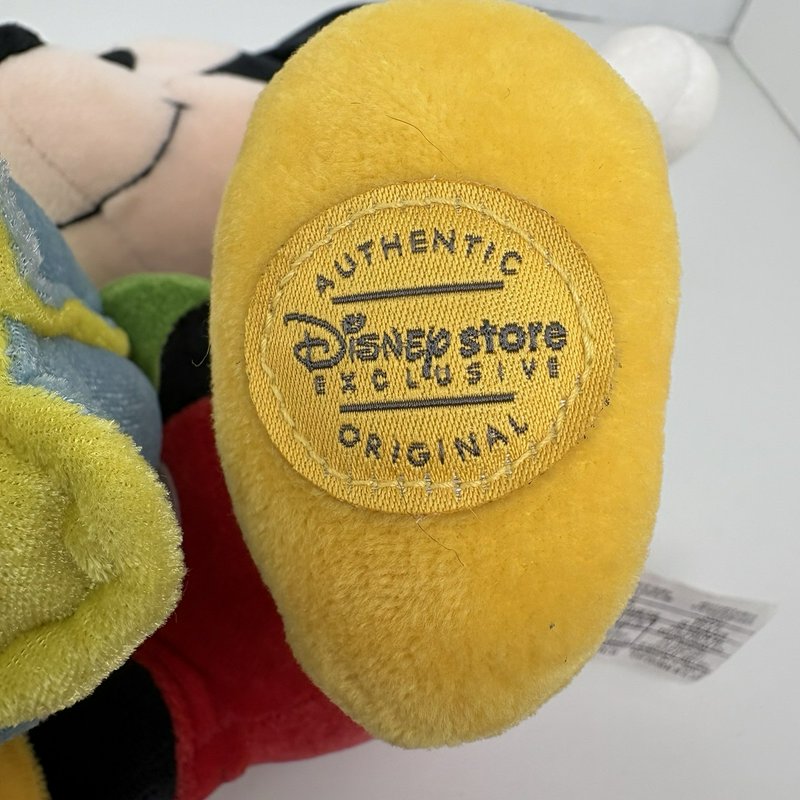 AUTHENTIC
Disney store
EXCLUSIVE
ORIGINAL